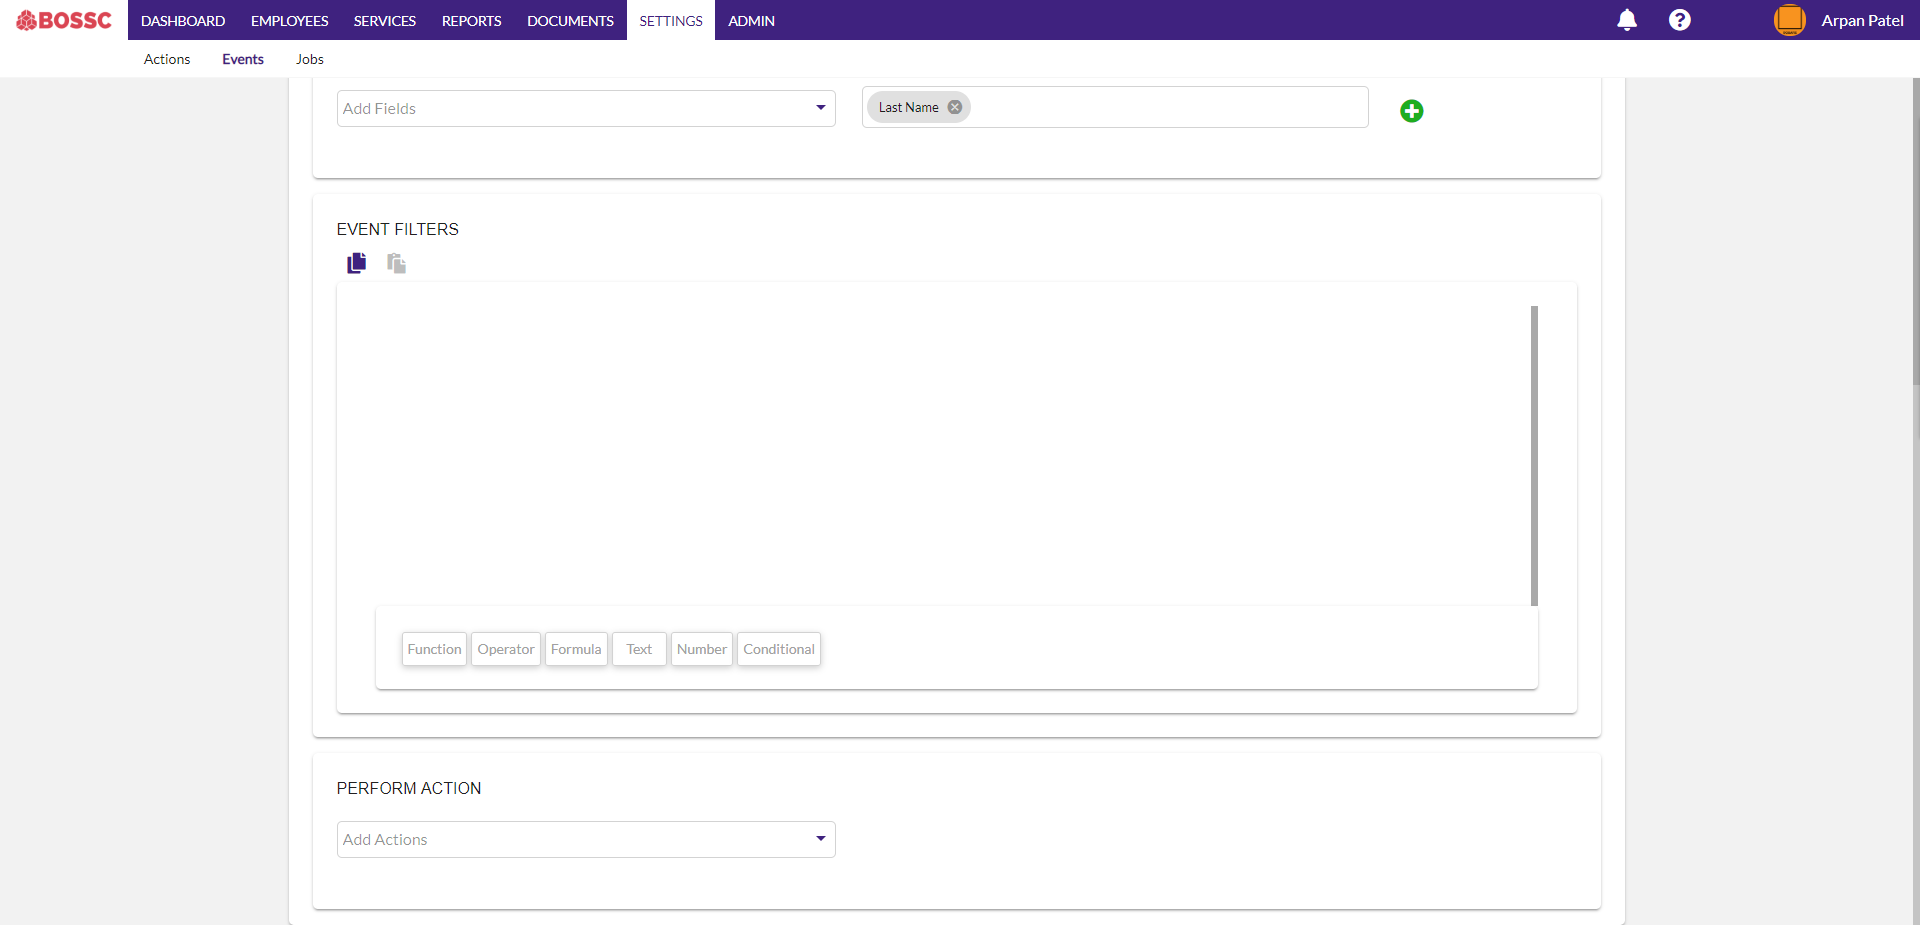 BOSSC DASHBOARD EMPLOYEES SERVICES REPORTS DOCUMENTS SETTINGS ADMIN Arpan Patel
Actions Events Jobs
Add Fields Last Name
EVENT FILTERS
Function Operator Formula Text Number Conditional
PERFORM ACTION
Add Actions